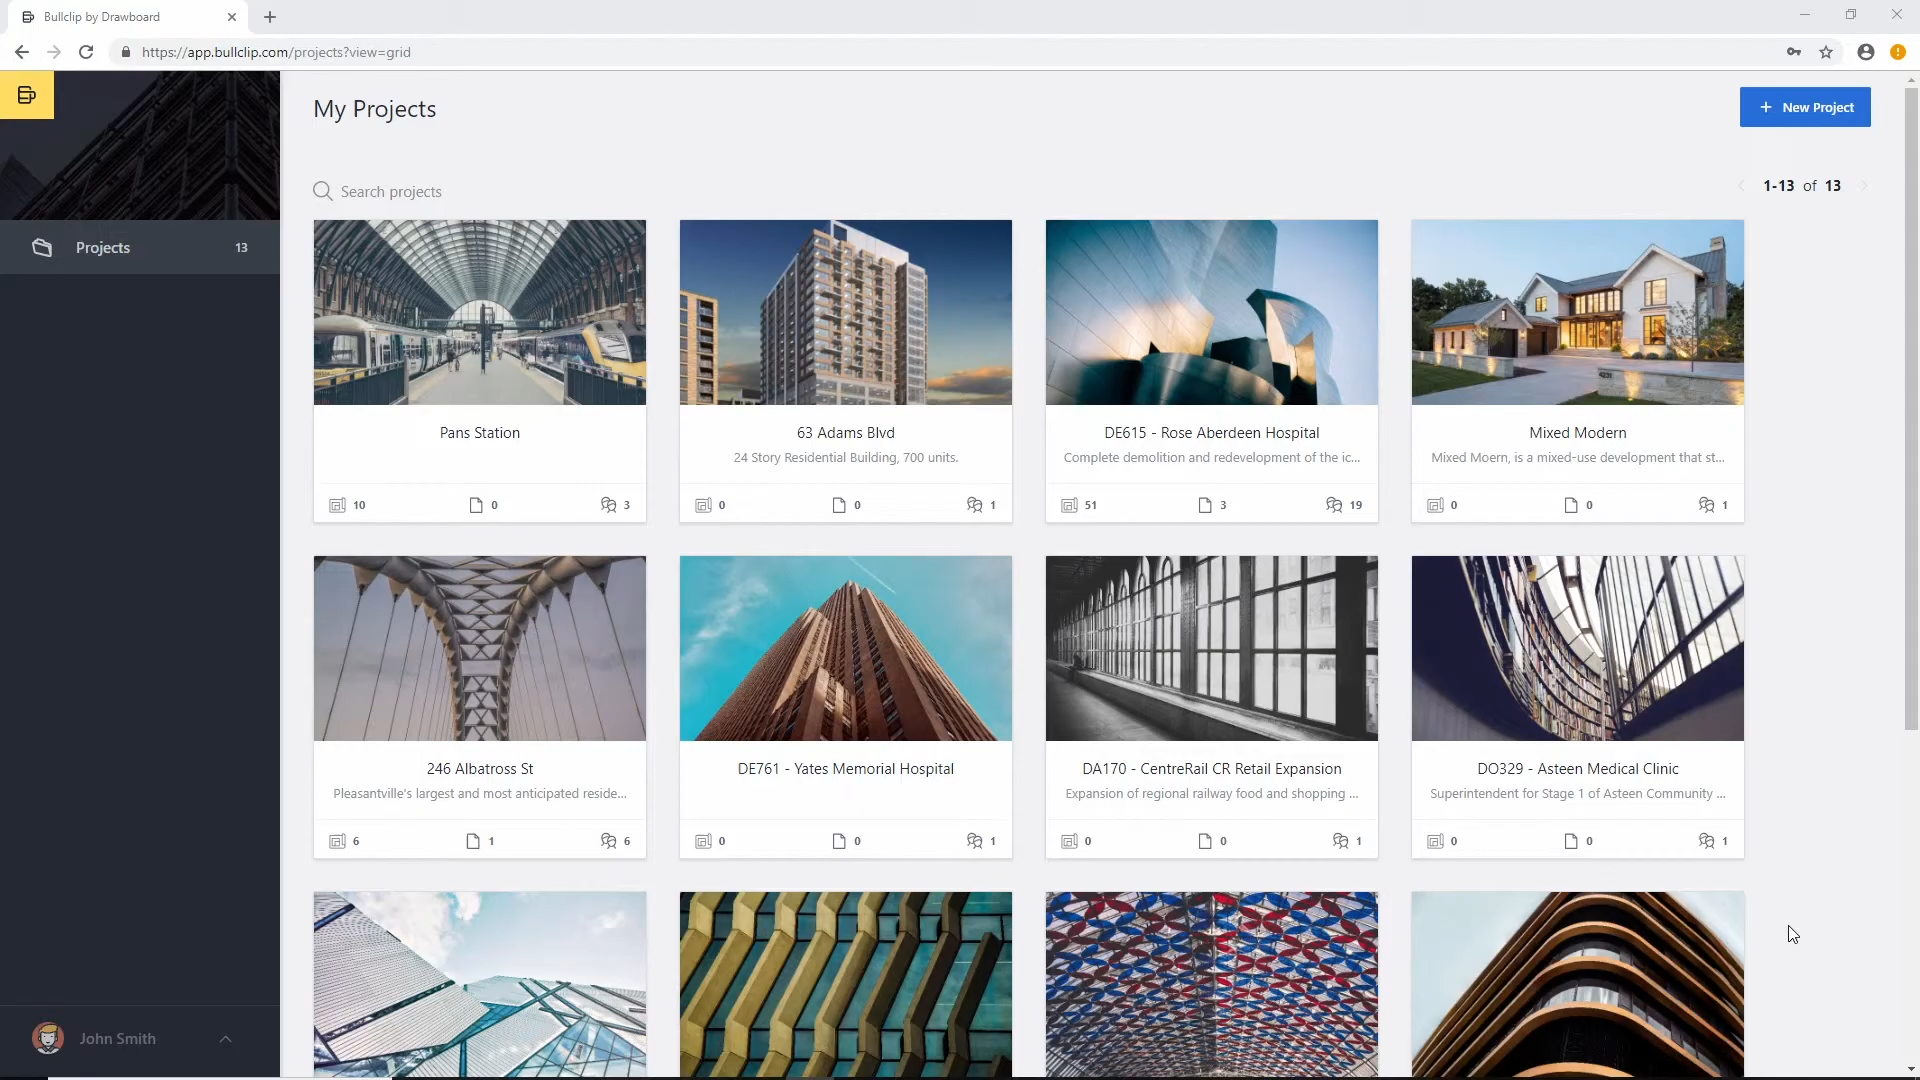 Bullclip by Drawboard
https://app.bullclip.com/projects?view=grid
My Projects
New Project
Search projects
1-13 of 13
Projects 13
Pans Station
10 0 3
63 Adams Blvd
24 Story Residential Building, 700 units.
0 0 1
DE615 - Rose Aberdeen Hospital
Complete demolition and redevelopment of the ic...
51 3 19
Mixed Modern
Mixed Moern, is a mixed-use development that st...
0 0 1
246 Albatross St
Pleasantville's largest and most anticipated reside...
6 1 6
DE761 - Yates Memorial Hospital
0 0 1
DA170 - CentreRail CR Retail Expansion
Expansion of regional railway food and shopping ...
0 0 1
DO329 - Asteen Medical Clinic
Superintendent for Stage 1 of Asteen Community ...
0 0 1
John Smith